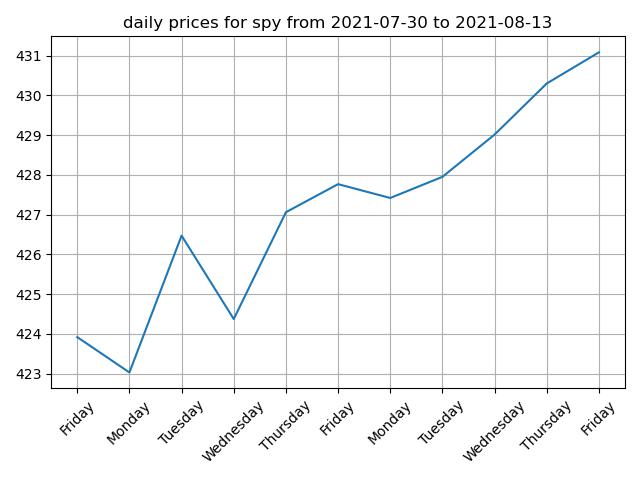 daily prices for spy from 2021-07-30 to 2021-08-13
431
430
429
428
427
426
425
424
423
Friday
Monday
Tuesday
Wednesday
Thursday
Friday
Monday
Tuesday
Wednesday
Thursday
Friday